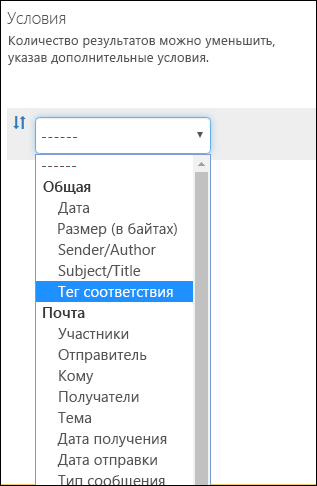 Условия
Количество результатов можно уменьшить,
указав дополнительные условия.
------
------
Общая
Дата
Размер (в байтах)
Sender/Author
Subject/Title
Тег соответствия
Почта
Участники
Отправитель
Кому
Получатели
Тема
Дата получения
Дата отправки
Тип сообщения